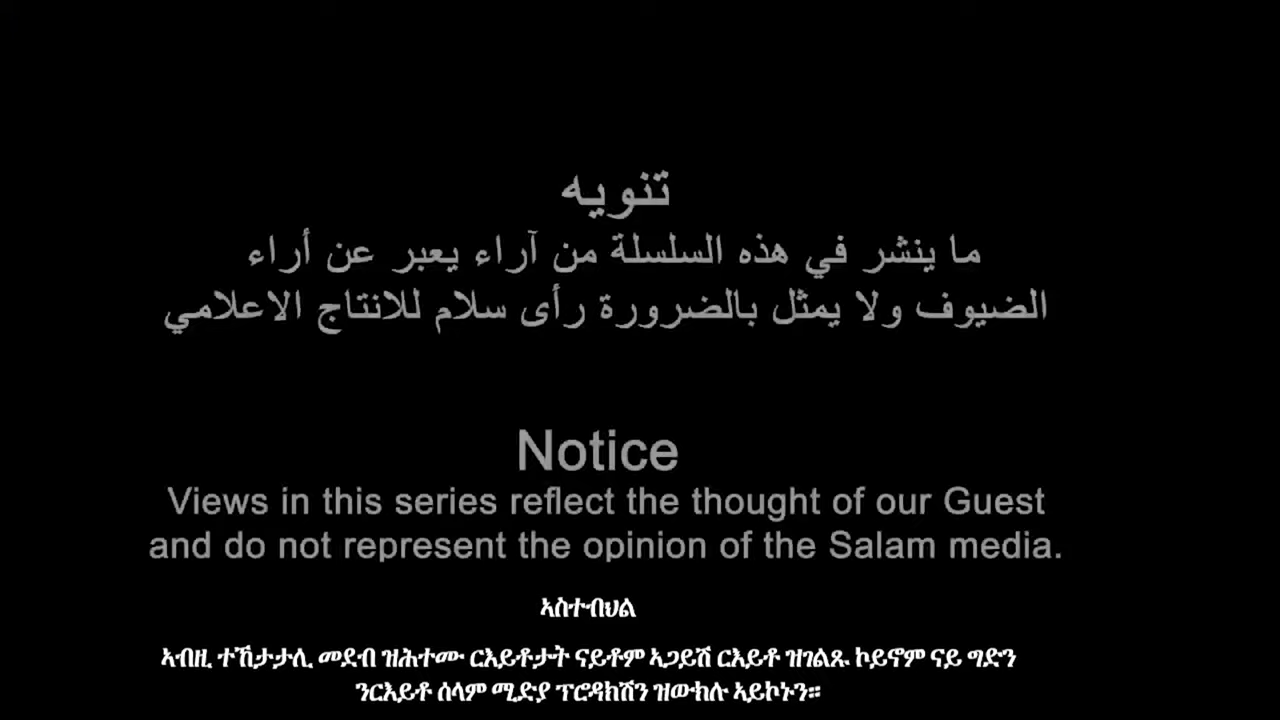 تنويه
ما ينشر في هذه السلسلة من آراء يعبر عن أراء
الضيوف ولا يمثل بالضرورة رأى سلام للانتاج الاعلامي
Notice
Views in this series reflect the thought of our Guest
and do not represent the opinion of the Salam media.
ኣስተብህል
ኣብዚ ተኸታታሊ መደብ ዝሕተሙ ርእይቶታት ናይቶም ኣጋይሽ ርእይቶ ዝገልጹ ኮይኖም ናይ ግድን
ንርእይቶ ሰላም ሚድያ ፕሮዳክሽን ዝውክሉ ኣይኮኑን።